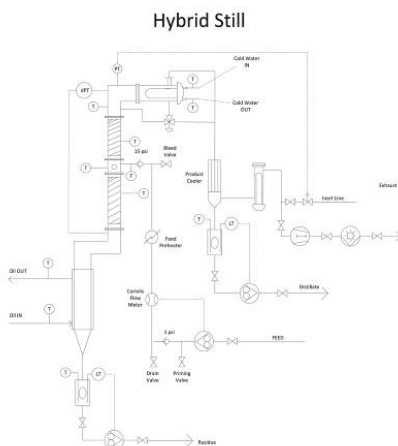 Hybrid Still
Cold Water
IN
PT
dPT
T
T
Cold Water
OUT
T
T
15 psi
Bleed
Valve
Product
Cooler
T
T
T
Inert Line
Exhaust
Feed
Preheater
T
LT
Oil OUT
T
Distillate
Coriolis
Flow
Meter
Oil IN
T
5 psi
FEED
Drain
Valve
Priming
Valve
T
LT
Residue